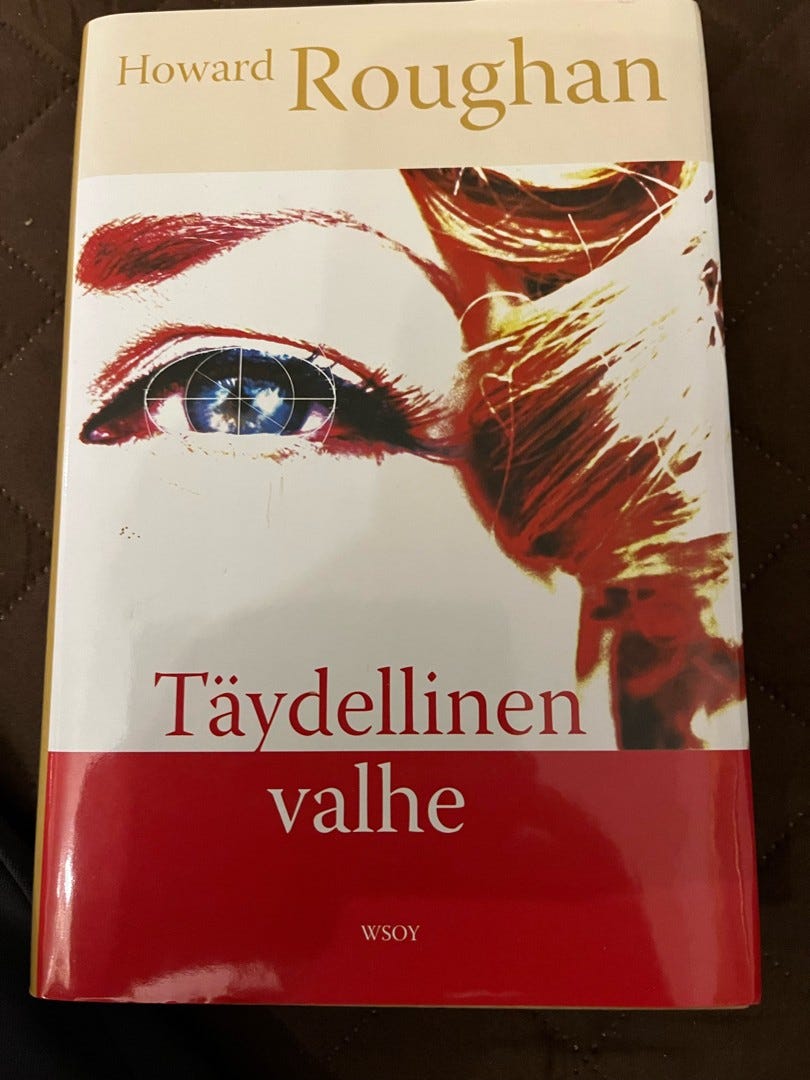 Howard Roughan
Täydellinen
valhe
WSOY